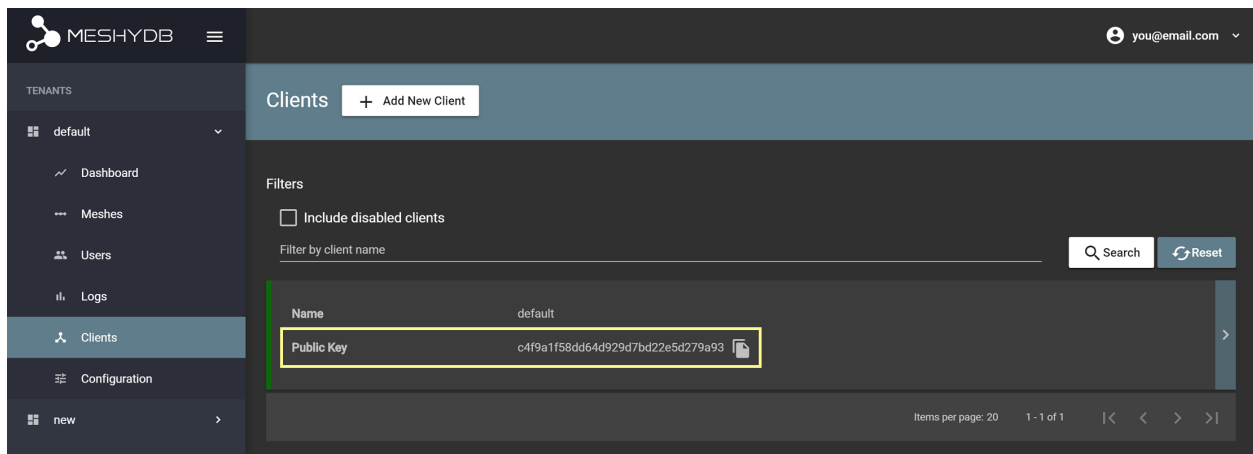 MESHYDB
you@email.com
TENANTS
default
Dashboard
Meshes
Users
Logs
Clients
Configuration
new
Clients
Add New Client
Filters
Include disabled clients
Filter by client name
Search
Reset
Name default
Public Key c4f9a1f58dd64d929d7bd22e5d279a93
Items per page: 20 1 - 1 of 1